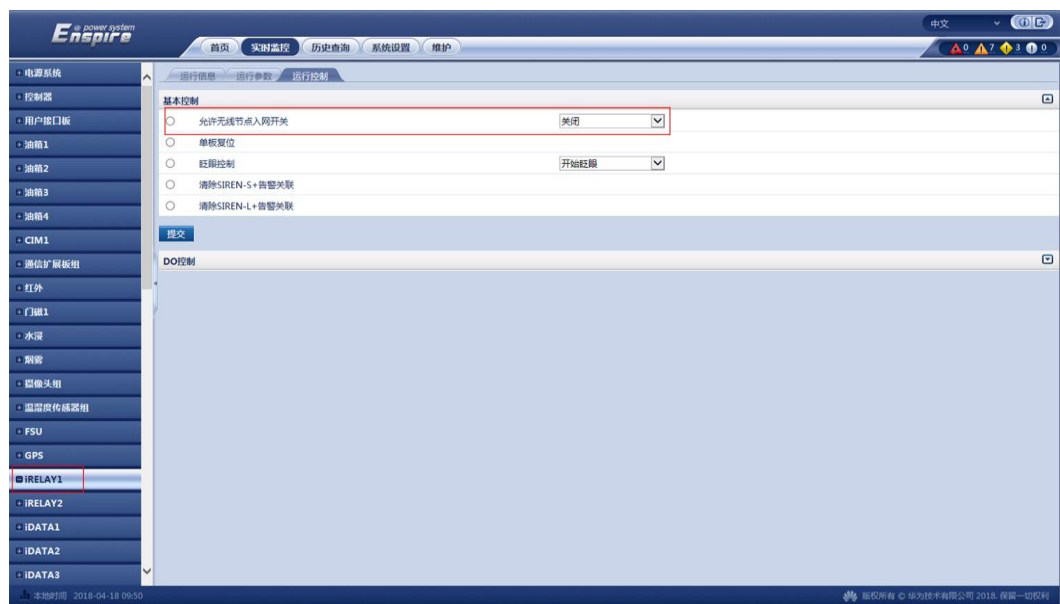 e power system
Enspire
中文
首页 实时监控 历史查询 系统设置 维护
0 7 3 0
电源系统
控制器
用户接口板
油箱1
油箱2
油箱3
油箱4
CIM1
通信扩展板组
红外
门磁1
水浸
烟雾
摄像头组
温湿度传感器组
FSU
GPS
iRELAY1
iRELAY2
iDATA1
iDATA2
iDATA3
运行信息 运行参数 运行控制
基本控制
允许无线节点入网开关 关闭
单板复位
眨眼控制 开始眨眼
清除SIREN-S+告警关联
清除SIREN-L+告警关联
提交
DO控制
本地时间 2018-04-18 09:50
版权所有 © 华为技术有限公司 2018. 保留一切权利